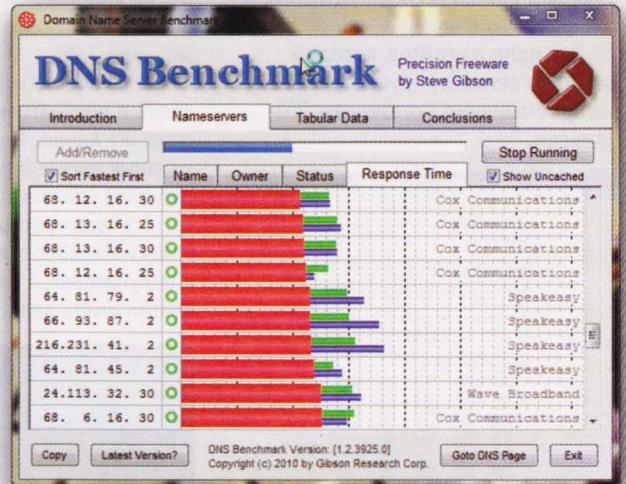 Domain Name Server Benchmark
DNS Benchmark
Precision Freeware
by Steve Gibson
Introduction
Nameservers
Tabular Data
Conclusions
Add/Remove
Stop Running
Sort Fastest First
Name
Owner
Status
Response Time
Show Uncached
68. 12. 16. 30 Cox Communications
68. 13. 16. 25 Cox Communications
68. 13. 16. 30 Cox Communications
68. 12. 16. 25 Cox Communications
64. 81. 79. 2 Speakeasy
66. 93. 87. 2 Speakeasy
216.231. 41. 2 Speakeasy
64. 81. 45. 2 Speakeasy
24.113. 32. 30 Wave Broadband
68. 6. 16. 30 Cox Communications
Copy
Latest Version?
DNS Benchmark Version: [1.2.3925.0]
Copyright (c) 2010 by Gibson Research Corp.
Goto DNS Page
Exit